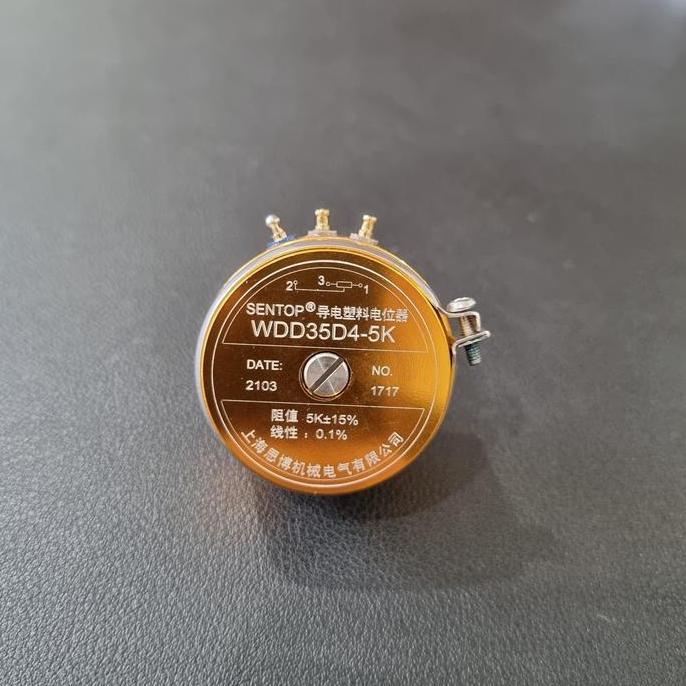 2 3 1
SENTOP® 导电塑料电位器
WDD35D4-5K
DATE: NO.
2103 1717
阻值 5K±15%
线性：0.1%
上海思博机械电气有限公司